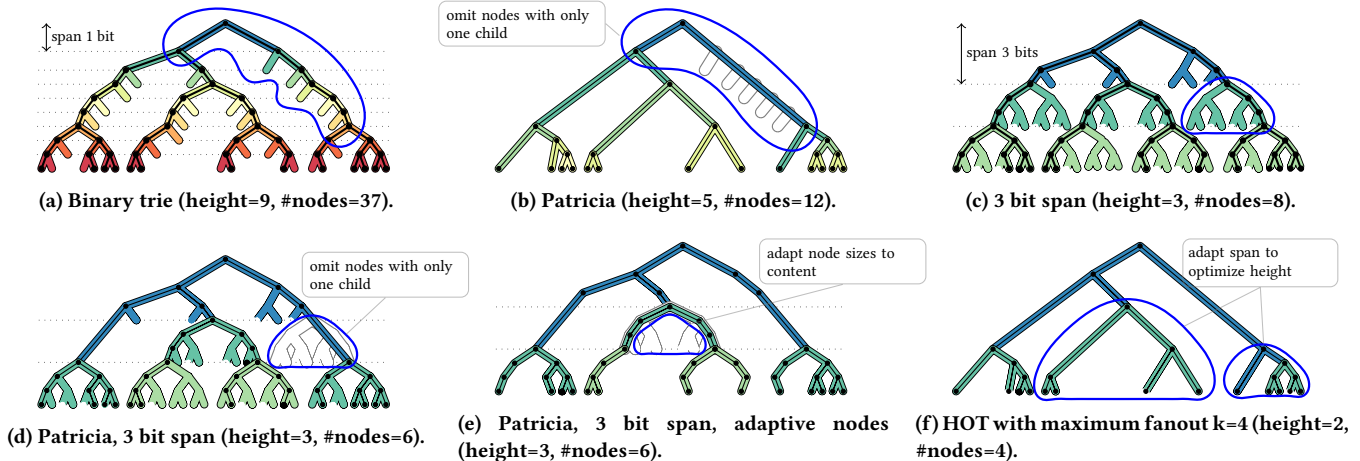 span 1 bit
(a) Binary trie (height=9, #nodes=37).
omit nodes with only
one child
(b) Patricia (height=5, #nodes=12).
span 3 bits
(c) 3 bit span (height=3, #nodes=8).
omit nodes with only
one child
(d) Patricia, 3 bit span (height=3, #nodes=6).
adapt node sizes to
content
(e) Patricia, 3 bit span, adaptive nodes
(height=3, #nodes=6).
adapt span to
optimize height
(f) HOT with maximum fanout k=4 (height=2,
#nodes=4).